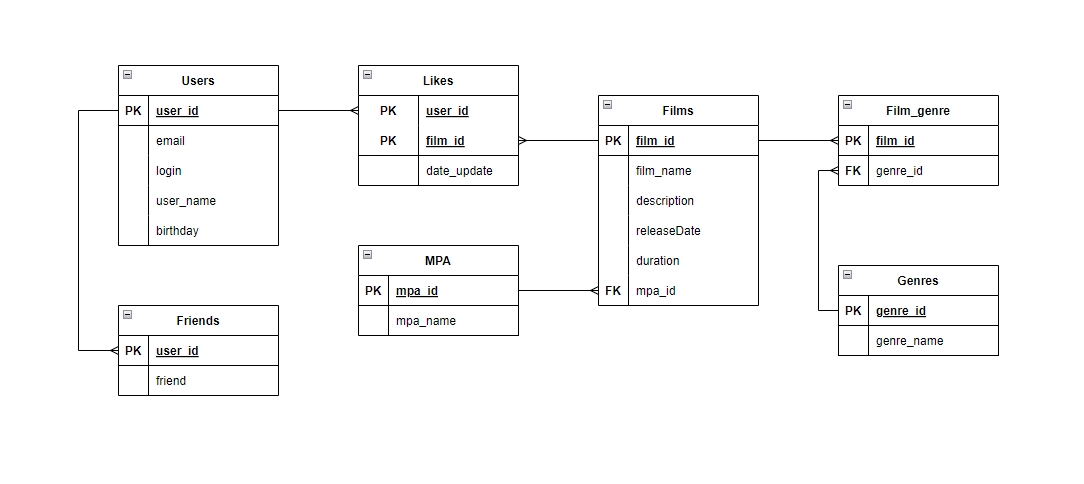 Users
PK user_id
email
login
user_name
birthday
Likes
PK user_id
PK film_id
date_update
Films
PK film_id
film_name
description
releaseDate
duration
FK mpa_id
Film_genre
PK film_id
FK genre_id
MPA
PK mpa_id
mpa_name
Genres
PK genre_id
genre_name
Friends
PK user_id
friend